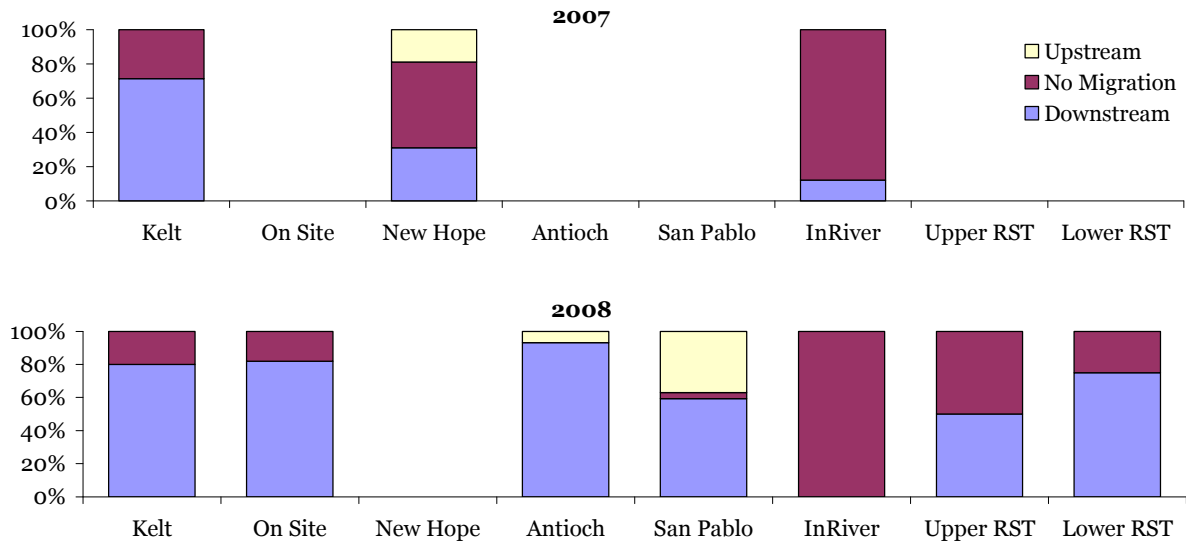 2007
100%
80%
60%
40%
20%
0%
Upstream
No Migration
Downstream
Kelt On Site New Hope Antioch San Pablo InRiver Upper RST Lower RST
2008
100%
80%
60%
40%
20%
0%
Kelt On Site New Hope Antioch San Pablo InRiver Upper RST Lower RST